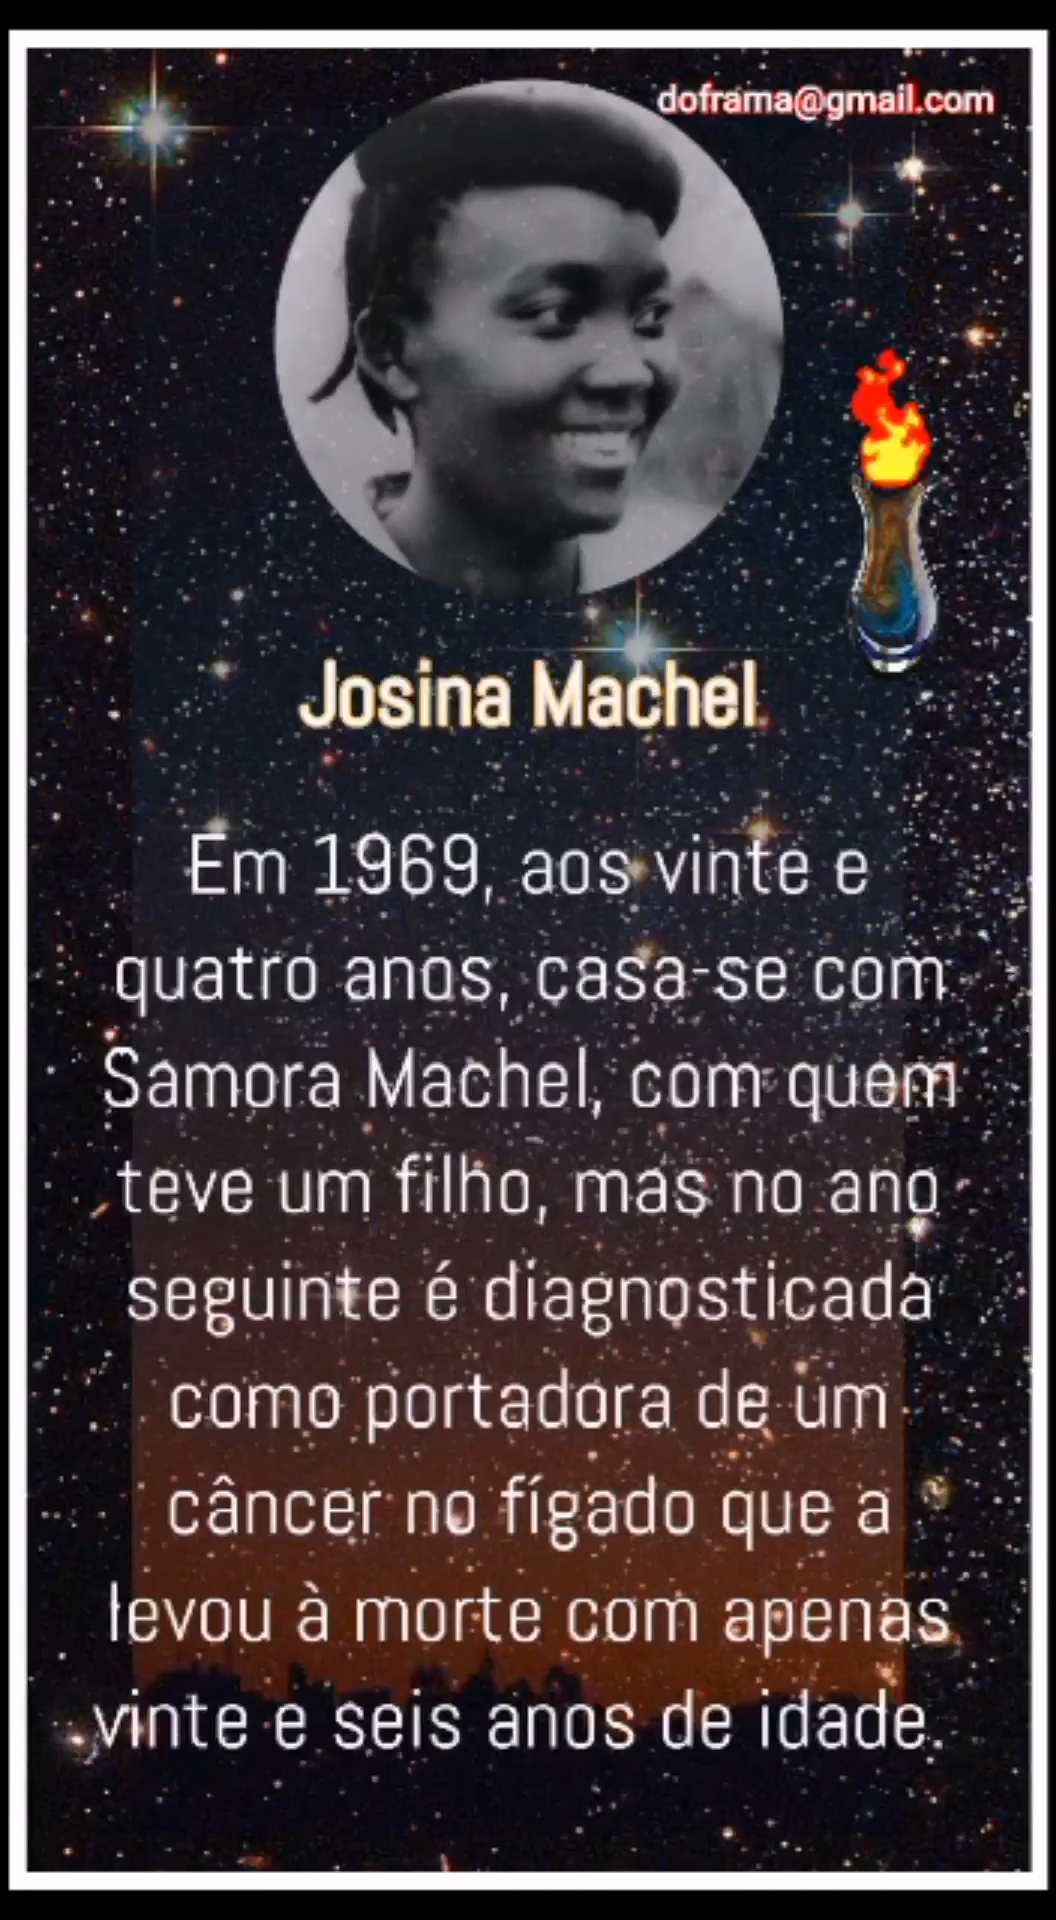 doframa@gmail.com
Josina Machel
Em 1969, aos vinte e
quatro anos, casa-se com
Samora Machel, com quem
teve um filho, mas no ano
seguinte é diagnosticada
como portadora de um
câncer no fígado que a
levou à morte com apenas
vinte e seis anos de idade.